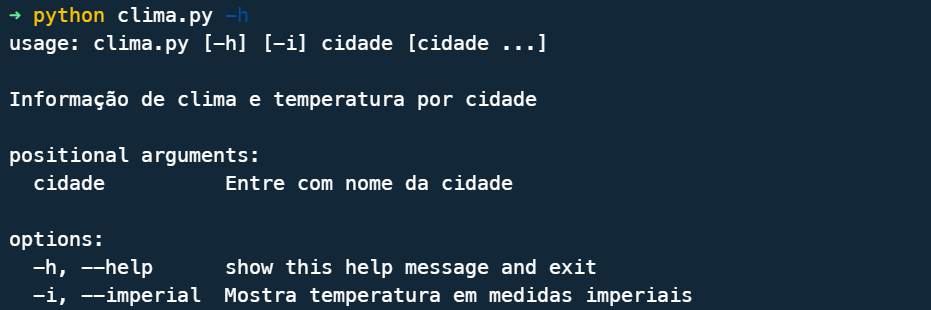 → python clima.py -h
usage: clima.py [-h] [-i] cidade [cidade ...]
Informação de clima e temperatura por cidade
positional arguments:
cidade Entre com nome da cidade
options:
-h, --help show this help message and exit
-i, --imperial Mostra temperatura em medidas imperiais